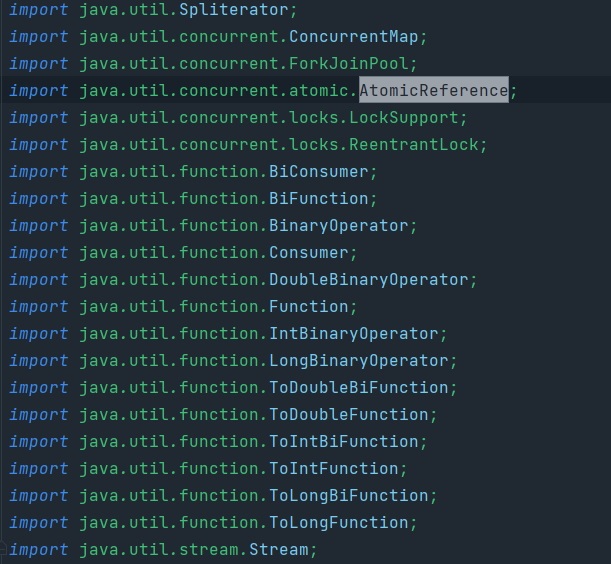 import java.util.Spliterator;
import java.util.concurrent.ConcurrentMap;
import java.util.concurrent.ForkJoinPool;
import java.util.concurrent.atomic.AtomicReference;
import java.util.concurrent.locks.LockSupport;
import java.util.concurrent.locks.ReentrantLock;
import java.util.function.BiConsumer;
import java.util.function.BiFunction;
import java.util.function.BinaryOperator;
import java.util.function.Consumer;
import java.util.function.DoubleBinaryOperator;
import java.util.function.Function;
import java.util.function.IntBinaryOperator;
import java.util.function.LongBinaryOperator;
import java.util.function.ToDoubleBiFunction;
import java.util.function.ToDoubleFunction;
import java.util.function.ToIntBiFunction;
import java.util.function.ToIntFunction;
import java.util.function.ToLongBiFunction;
import java.util.function.ToLongFunction;
import java.util.stream.Stream;